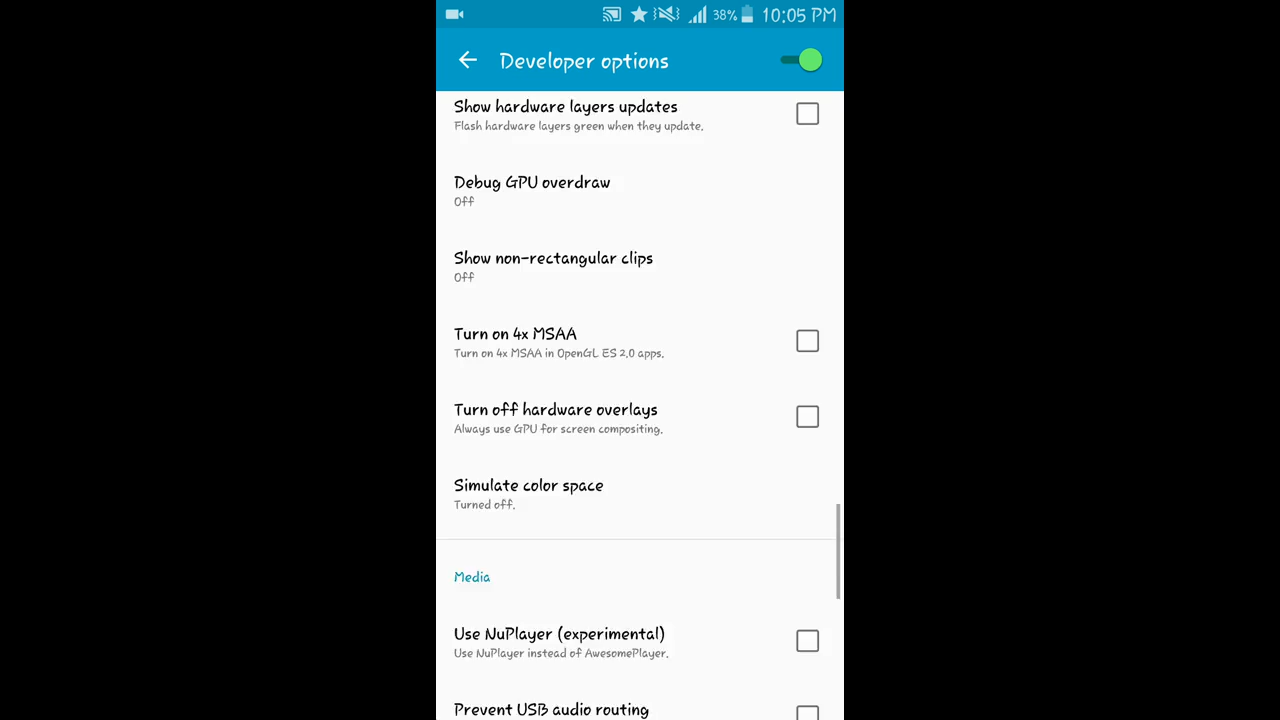 38% 10:05 PM
Developer options
Show hardware layers updates
Flash hardware layers green when they update.
Debug GPU overdraw
Off
Show non-rectangular clips
Off
Turn on 4x MSAA
Turn on 4x MSAA in OpenGL ES 2.0 apps.
Turn off hardware overlays
Always use GPU for screen compositing.
Simulate color space
Turned off.
Media
Use NuPlayer (experimental)
Use NuPlayer instead of AwesomePlayer.
Prevent USB audio routing